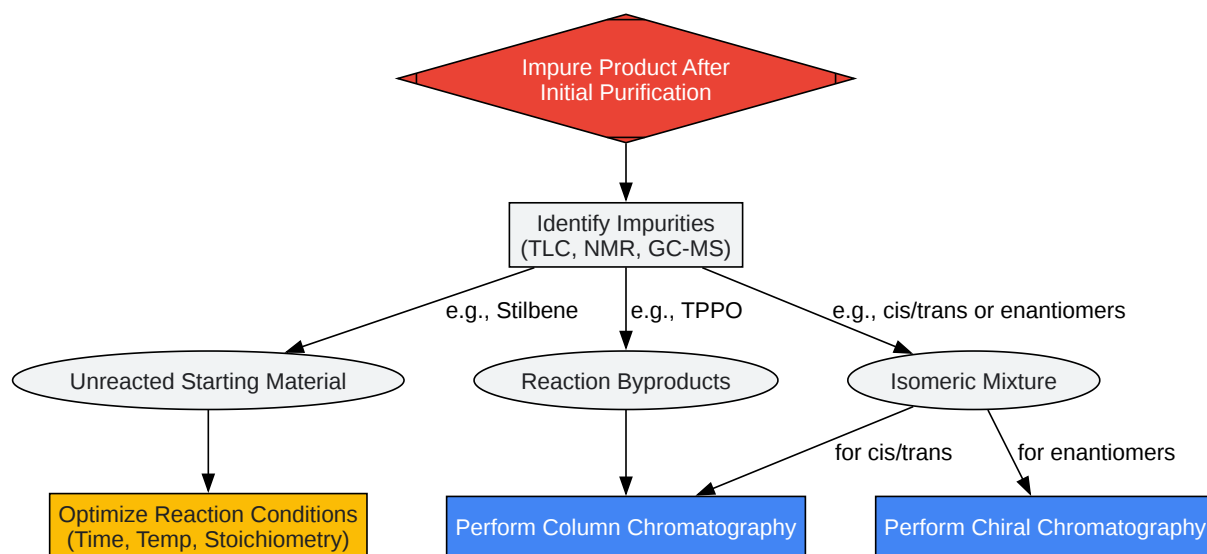 Impure Product After
Initial Purification
Identify Impurities
(TLC, NMR, GC-MS)
e.g., Stilbene
e.g., TPPO
e.g., cis/trans or enantiomers
Unreacted Starting Material
Reaction Byproducts
Isomeric Mixture
for cis/trans
for enantiomers
Optimize Reaction Conditions
(Time, Temp, Stoichiometry)
Perform Column Chromatography
Perform Chiral Chromatography